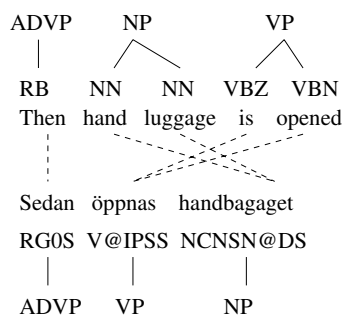 ADVP NP VP
RB NN NN VBZ VBN
Then hand luggage is opened
Sedan öppnas handbagaget
RG0S V@IPSS NCNSN@DS
ADVP VP NP